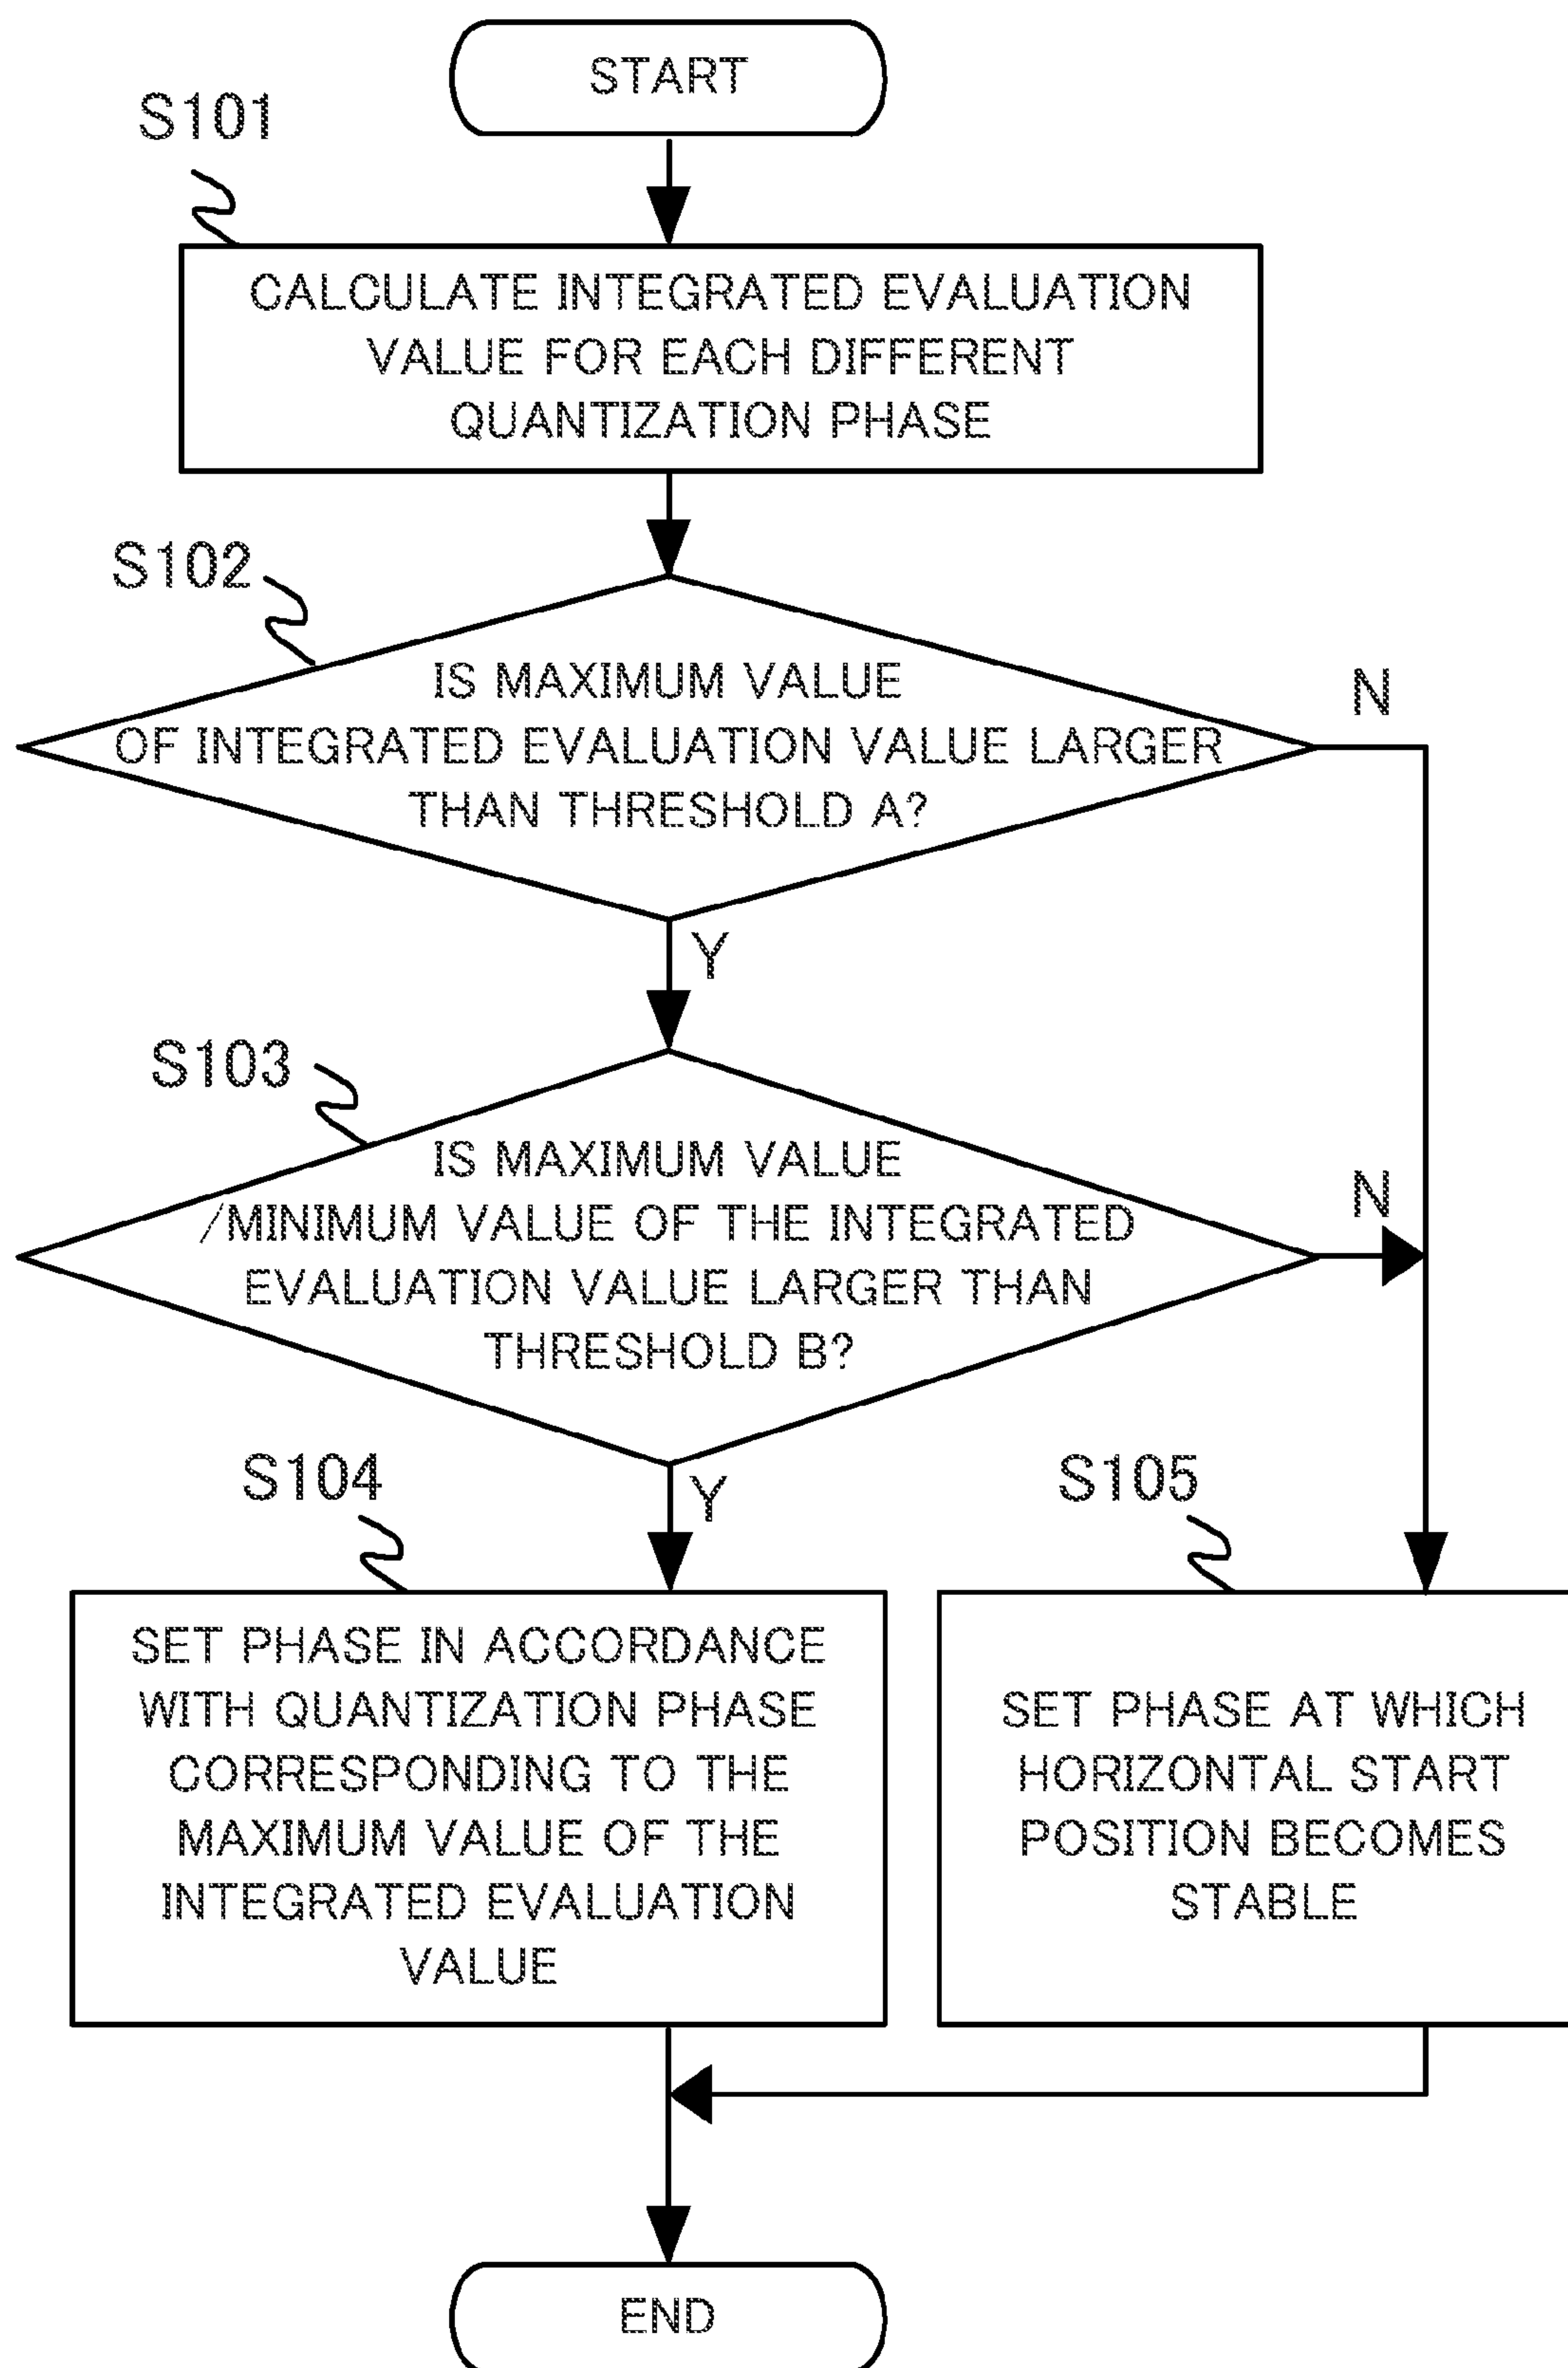 START
S101
CALCULATE INTEGRATED EVALUATION
VALUE FOR EACH DIFFERENT
QUANTIZATION PHASE
S102
IS MAXIMUM VALUE
OF INTEGRATED EVALUATION VALUE LARGER
THAN THRESHOLD A?
N
Y
S103
IS MAXIMUM VALUE
/MINIMUM VALUE OF THE INTEGRATED
EVALUATION VALUE LARGER THAN
THRESHOLD B?
N
Y
S104
SET PHASE IN ACCORDANCE
WITH QUANTIZATION PHASE
CORRESPONDING TO THE
MAXIMUM VALUE OF THE
INTEGRATED EVALUATION
VALUE
S105
SET PHASE AT WHICH
HORIZONTAL START
POSITION BECOMES
STABLE
END